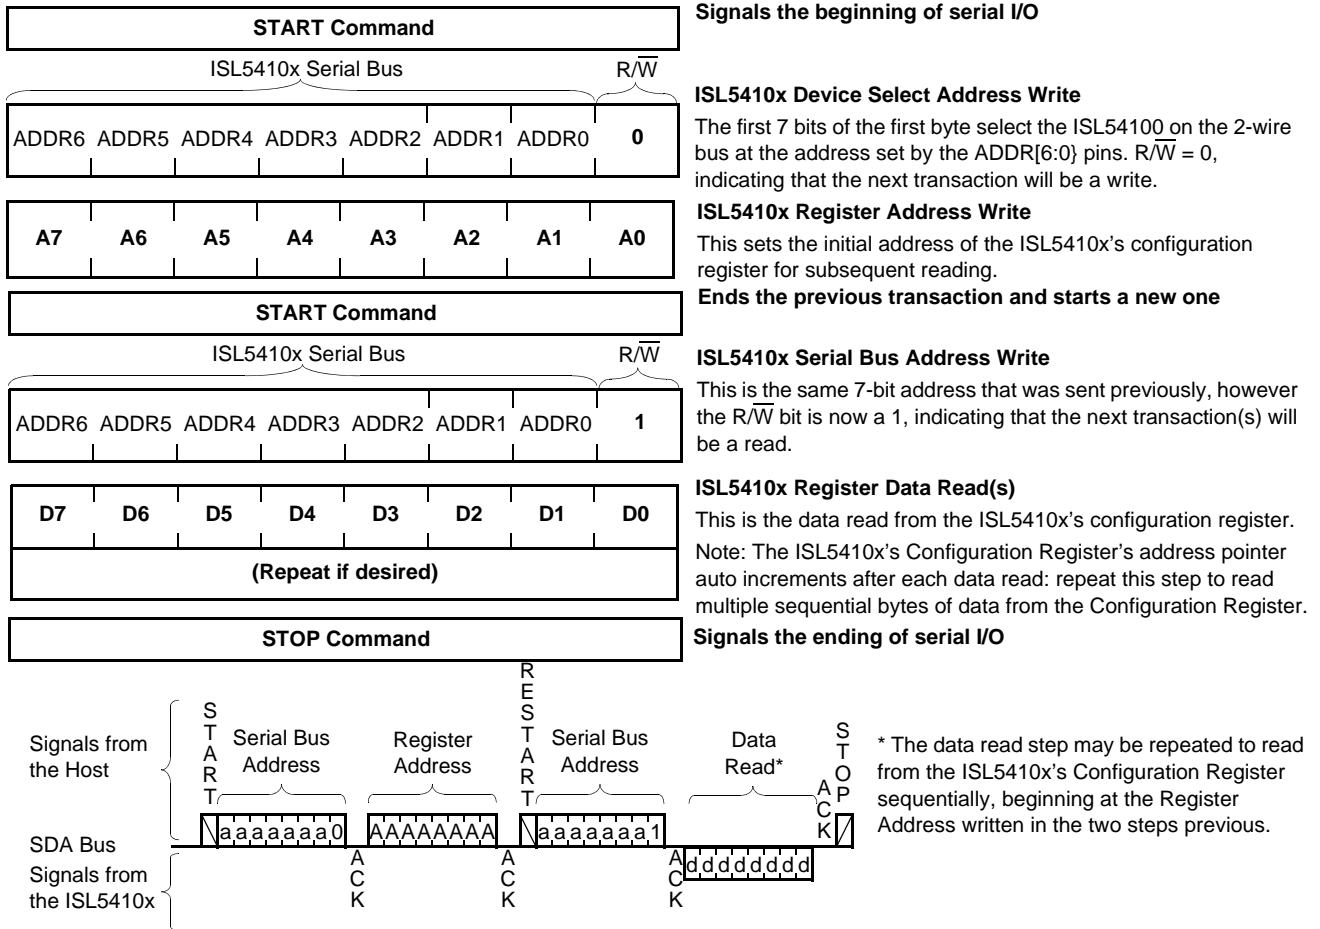 START Command
Signals the beginning of serial I/O
ISL5410x Serial Bus
R/W
ADDR6 ADDR5 ADDR4 ADDR3 ADDR2 ADDR1 ADDR0 0
ISL5410x Device Select Address Write
The first 7 bits of the first byte select the ISL54100 on the 2-wire
bus at the address set by the ADDR[6:0} pins. R/W = 0,
indicating that the next transaction will be a write.
A7 A6 A5 A4 A3 A2 A1 A0
ISL5410x Register Address Write
This sets the initial address of the ISL5410x's configuration
register for subsequent reading.
START Command
Ends the previous transaction and starts a new one
ISL5410x Serial Bus
R/W
ADDR6 ADDR5 ADDR4 ADDR3 ADDR2 ADDR1 ADDR0 1
ISL5410x Serial Bus Address Write
This is the same 7-bit address that was sent previously, however
the R/W bit is now a 1, indicating that the next transaction(s) will
be a read.
D7 D6 D5 D4 D3 D2 D1 D0
(Repeat if desired)
ISL5410x Register Data Read(s)
This is the data read from the ISL5410x's configuration register.
Note: The ISL5410x's Configuration Register's address pointer
auto increments after each data read: repeat this step to read
multiple sequential bytes of data from the Configuration Register.
STOP Command
Signals the ending of serial I/O
Signals from
the Host
START
Serial Bus
Address
Register
Address
RESTART
Serial Bus
Address
Data
Read*
ACK
STOP
* The data read step may be repeated to read
from the ISL5410x's Configuration Register
sequentially, beginning at the Register
Address written in the two steps previous.
SDA Bus
a a a a a a a 0
A A A A A A A A
a a a a a a a 1
Signals from
the ISL5410x
ACK
ACK
ACK
d d d d d d d d